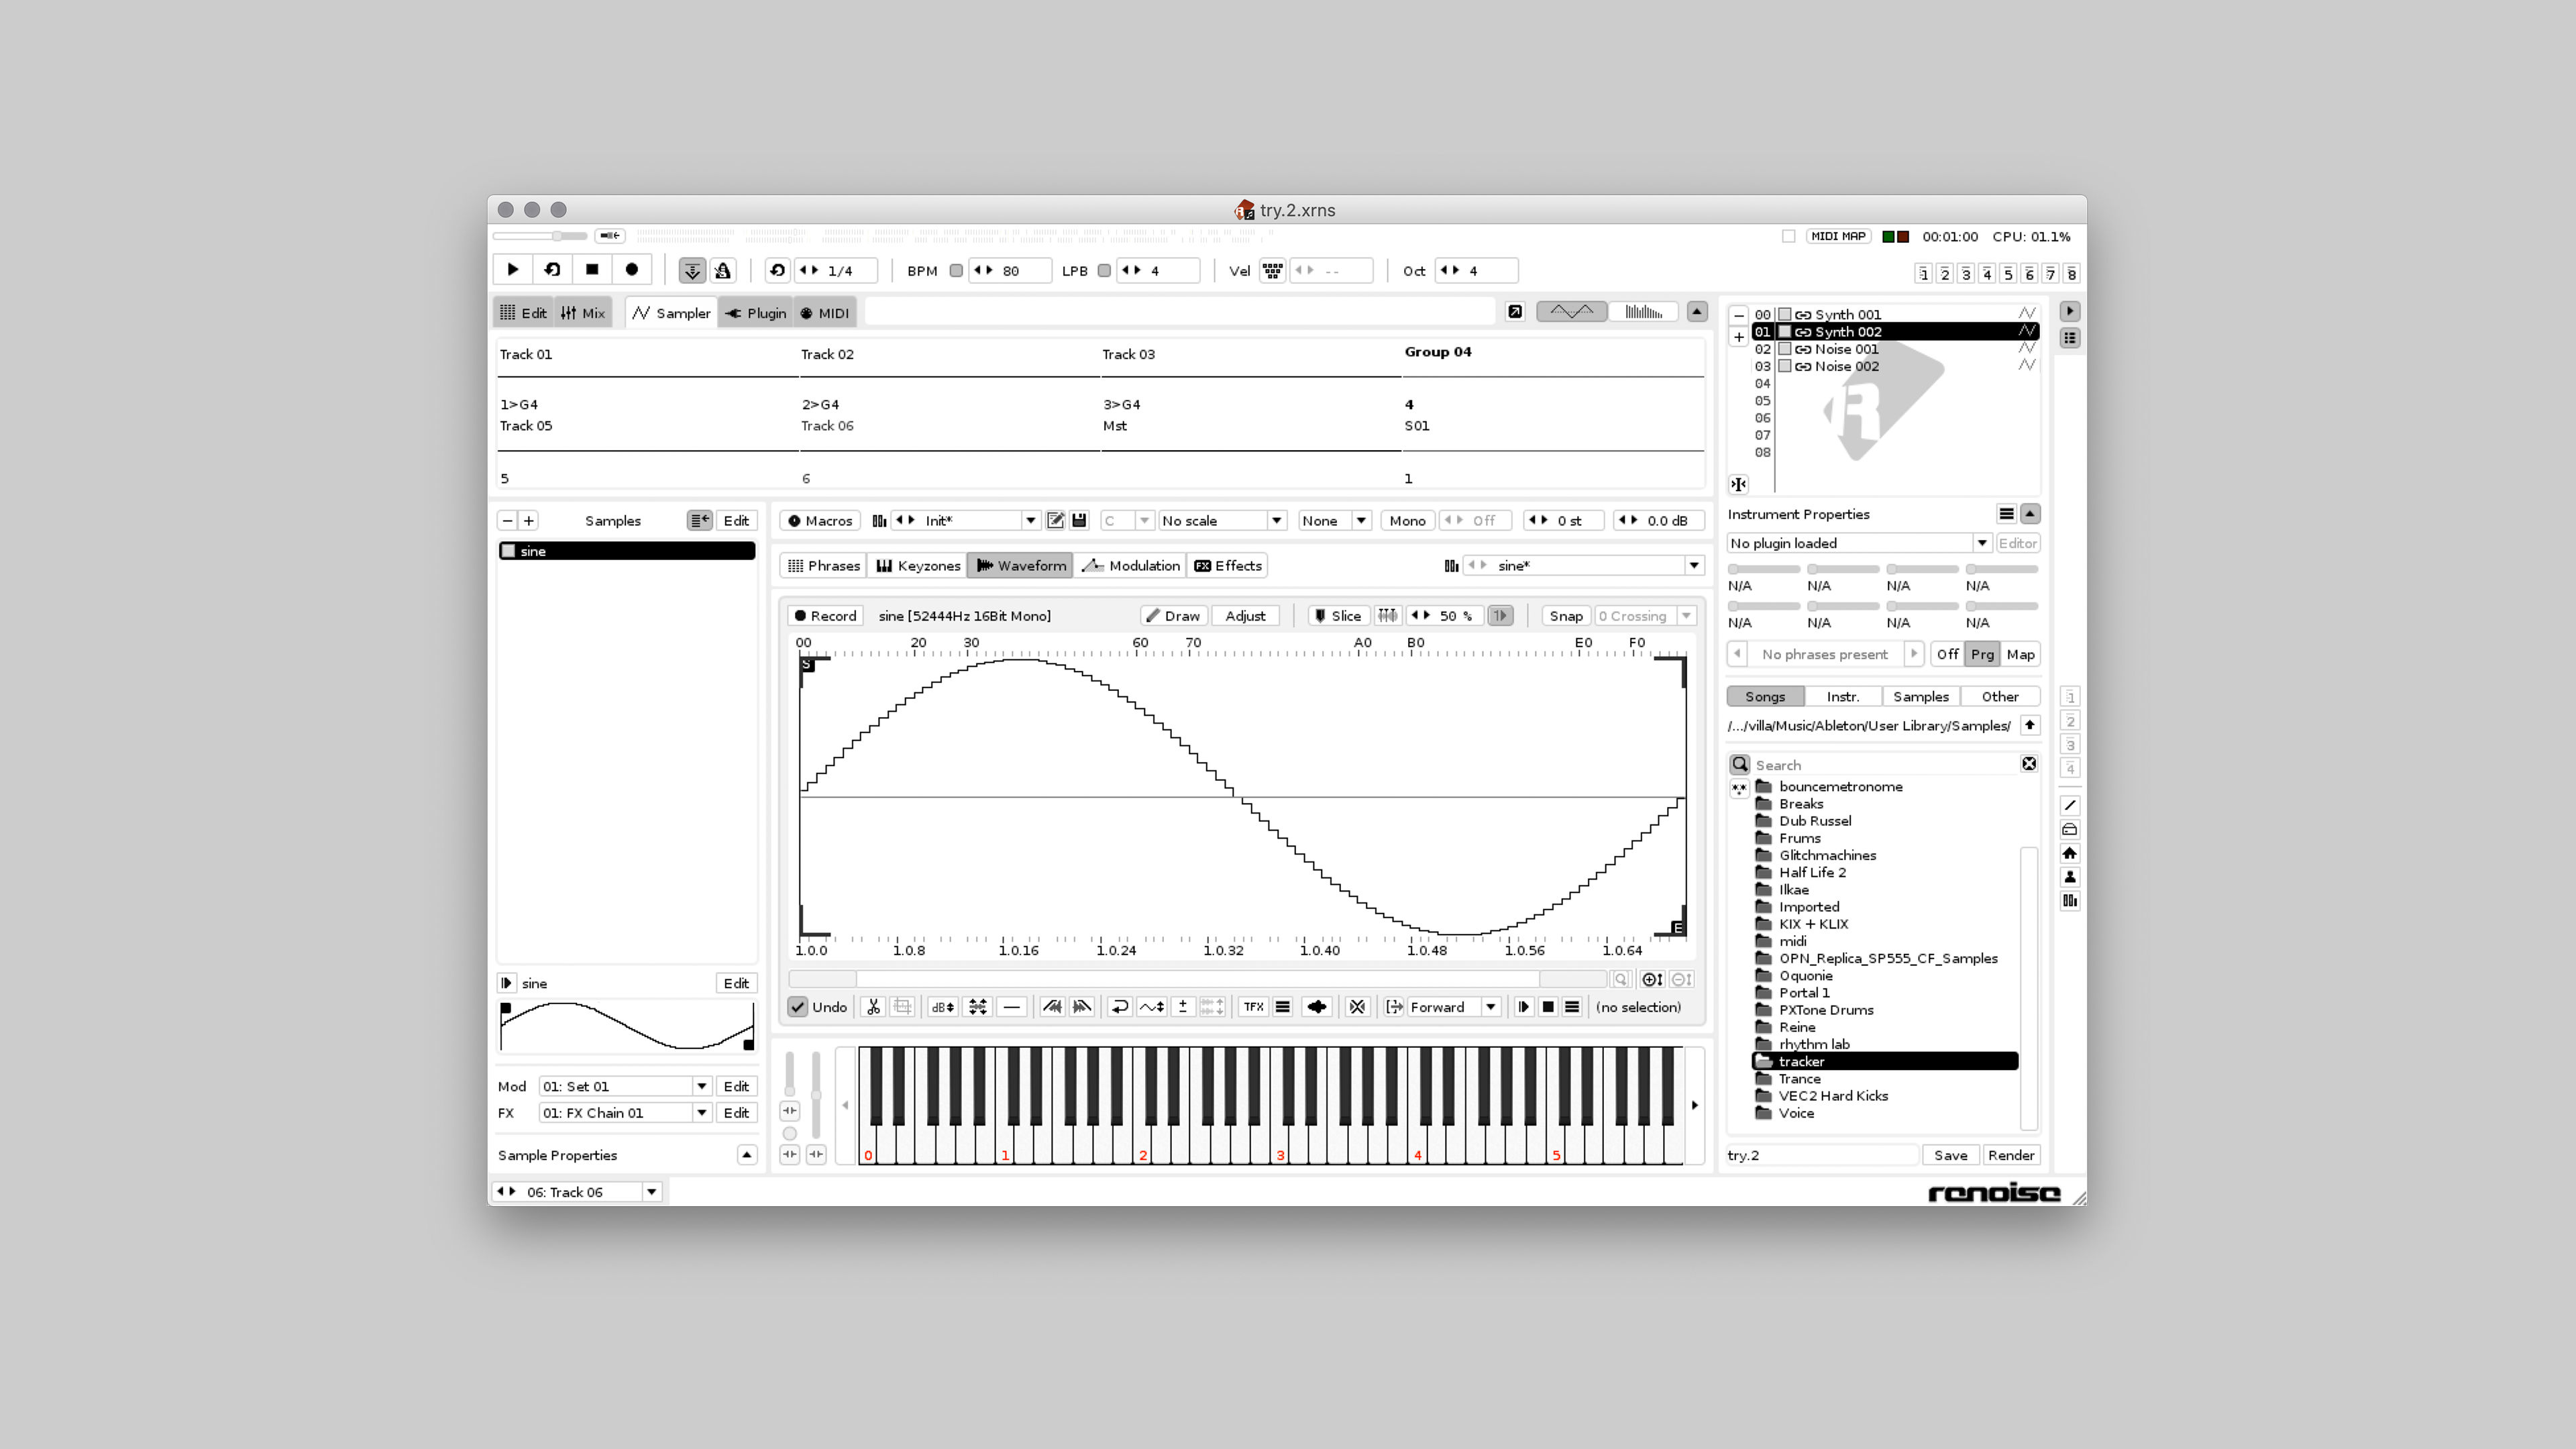 try.2.xrns
MIDI MAP 00:01:00 CPU: 01.1%
1/4 BPM 80 LPB 4 Vel -- Oct 4
1 2 3 4 5 6 7 8
Edit Mix Sampler Plugin MIDI
Track 01 Track 02 Track 03 Group 04
1>G4 2>G4 3>G4 4
Track 05 Track 06 Mst S01
5 6 1
00 Synth 001
01 Synth 002
02 Noise 001
03 Noise 002
04
05
06
07
08
Samples Edit
sine
Macros Init* C No scale None Mono Off 0 st 0.0 dB
Phrases Keyzones Waveform Modulation FX Effects sine*
Record sine [52444Hz 16Bit Mono] Draw Adjust Slice 50 % Snap 0 Crossing
00 20 30 60 70 A0 B0 E0 F0
S
E
1.0.0 1.0.8 1.0.16 1.0.24 1.0.32 1.0.40 1.0.48 1.0.56 1.0.64
Undo dB TFX Forward (no selection)
sine Edit
Mod 01: Set 01 Edit
FX 01: FX Chain 01 Edit
Sample Properties
0 1 2 3 4 5
06: Track 06
Instrument Properties
No plugin loaded Editor
N/A N/A N/A N/A
N/A N/A N/A N/A
No phrases present Off Prg Map
Songs Instr. Samples Other
/.../villa/Music/Ableton/User Library/Samples/
Search
bouncemetronome
Breaks
Dub Russel
Frums
Glitchmachines
Half Life 2
Ilkae
Imported
KIX + KLIX
midi
OPN_Replica_SP555_CF_Samples
Oquonie
Portal 1
PXTone Drums
Reine
rhythm lab
tracker
Trance
VEC2 Hard Kicks
Voice
1
2
3
4
try.2 Save Render
renoise